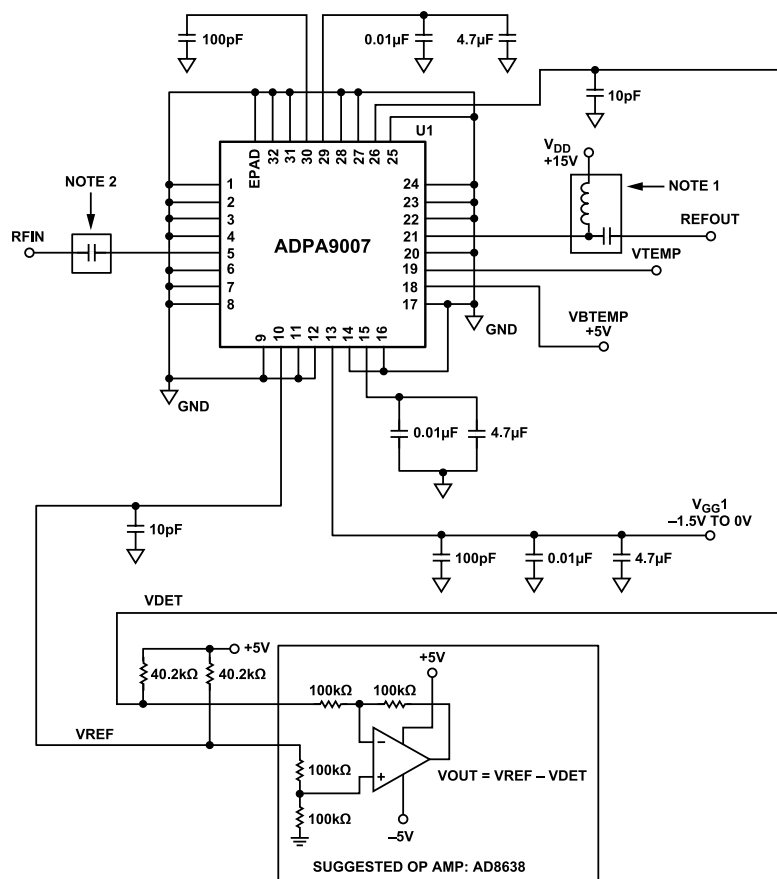 100pF
0.01µF
4.7µF
10pF
U1
EPAD
32
31
30
29
28
27
26
25
V_DD
+15V
NOTE 1
NOTE 2
1
2
3
4
5
6
7
8
24
23
22
21
20
19
18
17
RFIN
ADPA9007
REFOUT
VTEMP
VBTEMP
+5V
9
10
11
12
13
14
15
16
GND
GND
0.01µF
4.7µF
10pF
V_GG1
–1.5V TO 0V
100pF
0.01µF
4.7µF
VDET
+5V
40.2kΩ
40.2kΩ
+5V
100kΩ
100kΩ
VREF
–
+
100kΩ
100kΩ
VOUT = VREF – VDET
–5V
SUGGESTED OP AMP: AD8638